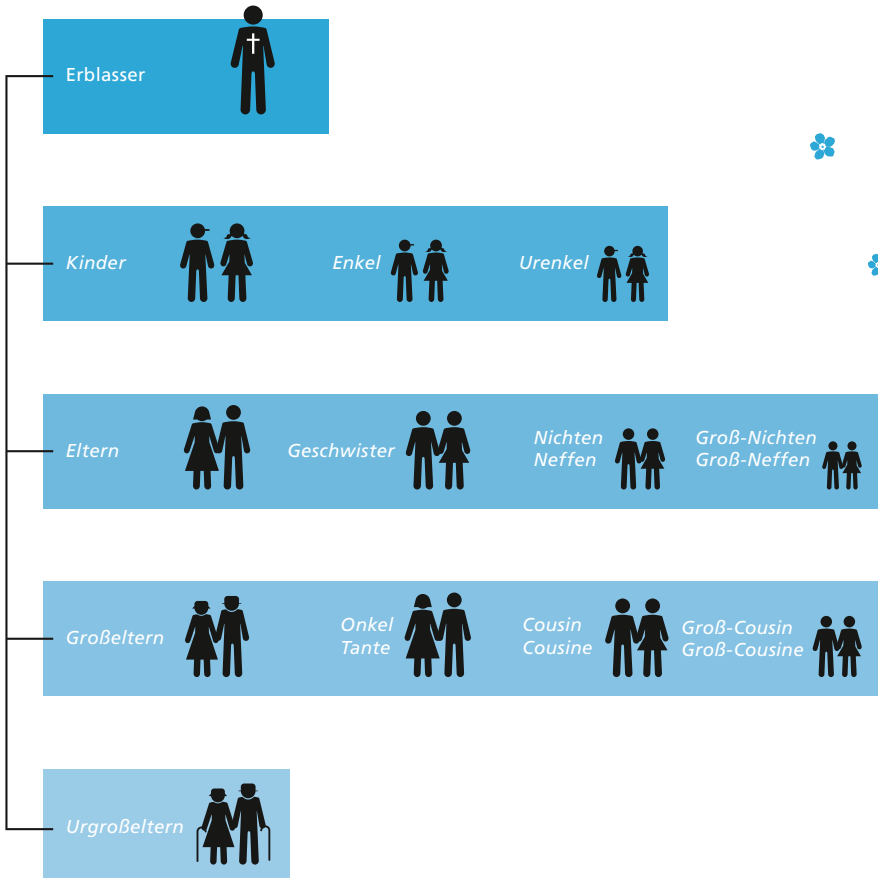 Erblasser
Kinder
Enkel
Urenkel
Eltern
Geschwister
Nichten
Neffen
Groß-Nichten
Groß-Neffen
Großeltern
Onkel
Tante
Cousin
Cousine
Groß-Cousin
Groß-Cousine
Urgroßeltern